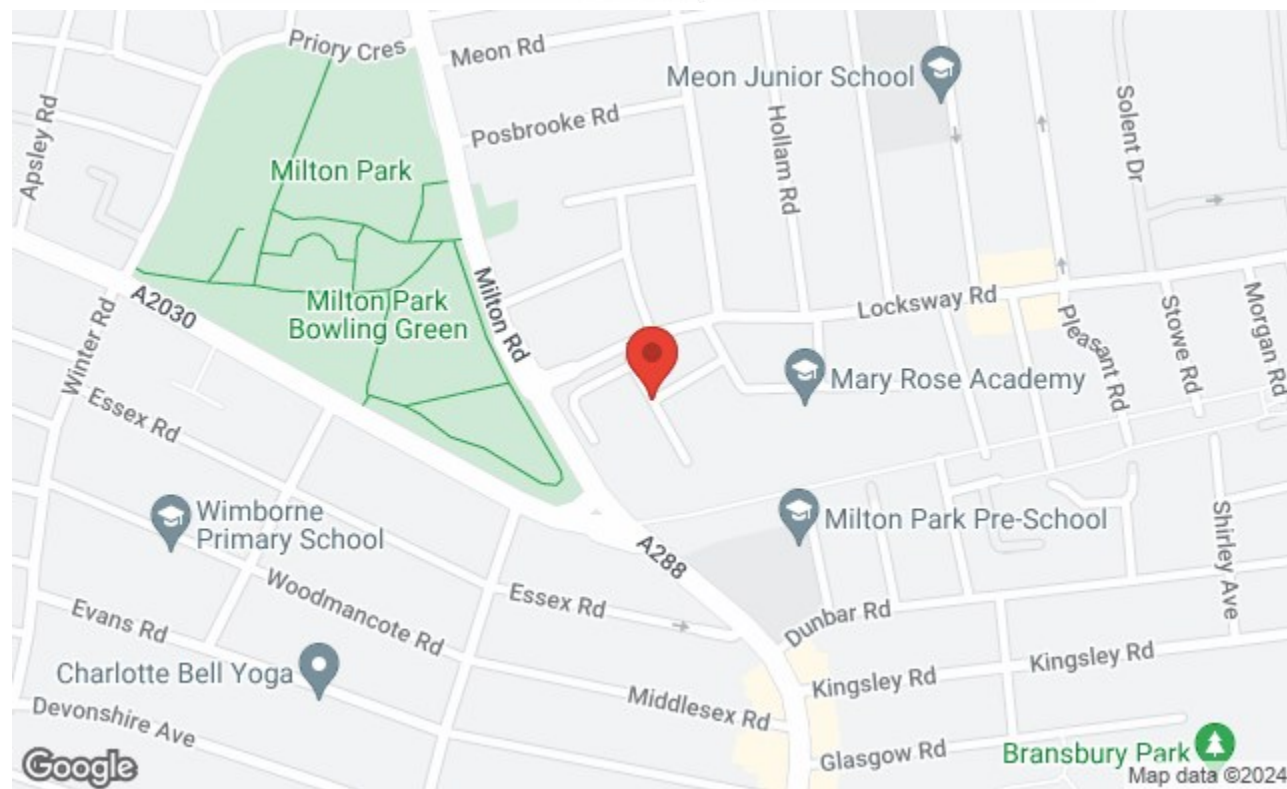 Priory Cres
Meon Rd
Meon Junior School
Apsley Rd
Posbrooke Rd
Hollam Rd
Solent Dr
Milton Park
Milton Rd
Milton Park
Bowling Green
A2030
Locksway Rd
Winter Rd
Pleasant Rd
Stowe Rd
Morgan Rd
Mary Rose Academy
Essex Rd
Wimborne
Primary School
Milton Park Pre-School
Shirley Ave
A288
Woodmancote Rd
Essex Rd
Evans Rd
Dunbar Rd
Charlotte Bell Yoga
Kingsley Rd
Kingsley Rd
Middlesex Rd
Devonshire Ave
Glasgow Rd
Bransbury Park
Google
Map data ©2024